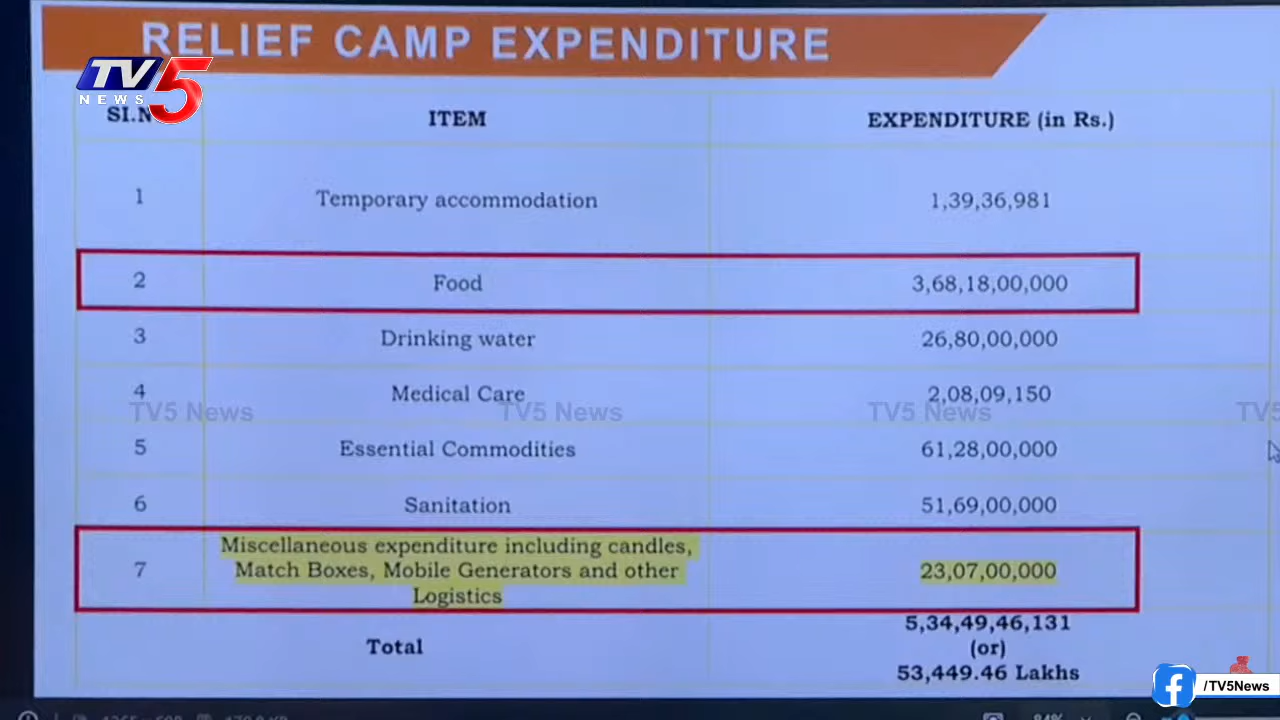 RELIEF CAMP EXPENDITURE
TV5
NEWS
SI.N ITEM EXPENDITURE (in Rs.)
1 Temporary accommodation 1,39,36,981
2 Food 3,68,18,00,000
3 Drinking water 26,80,00,000
4 Medical Care 2,08,09,150
TV5 News TV5 News TV5 News TV5
5 Essential Commodities 61,28,00,000
6 Sanitation 51,69,00,000
Miscellaneous expenditure including candles,
7 Match Boxes, Mobile Generators and other 23,07,00,000
Logistics
Total 5,34,49,46,131
(or)
53,449.46 Lakhs
f /TV5News
84%